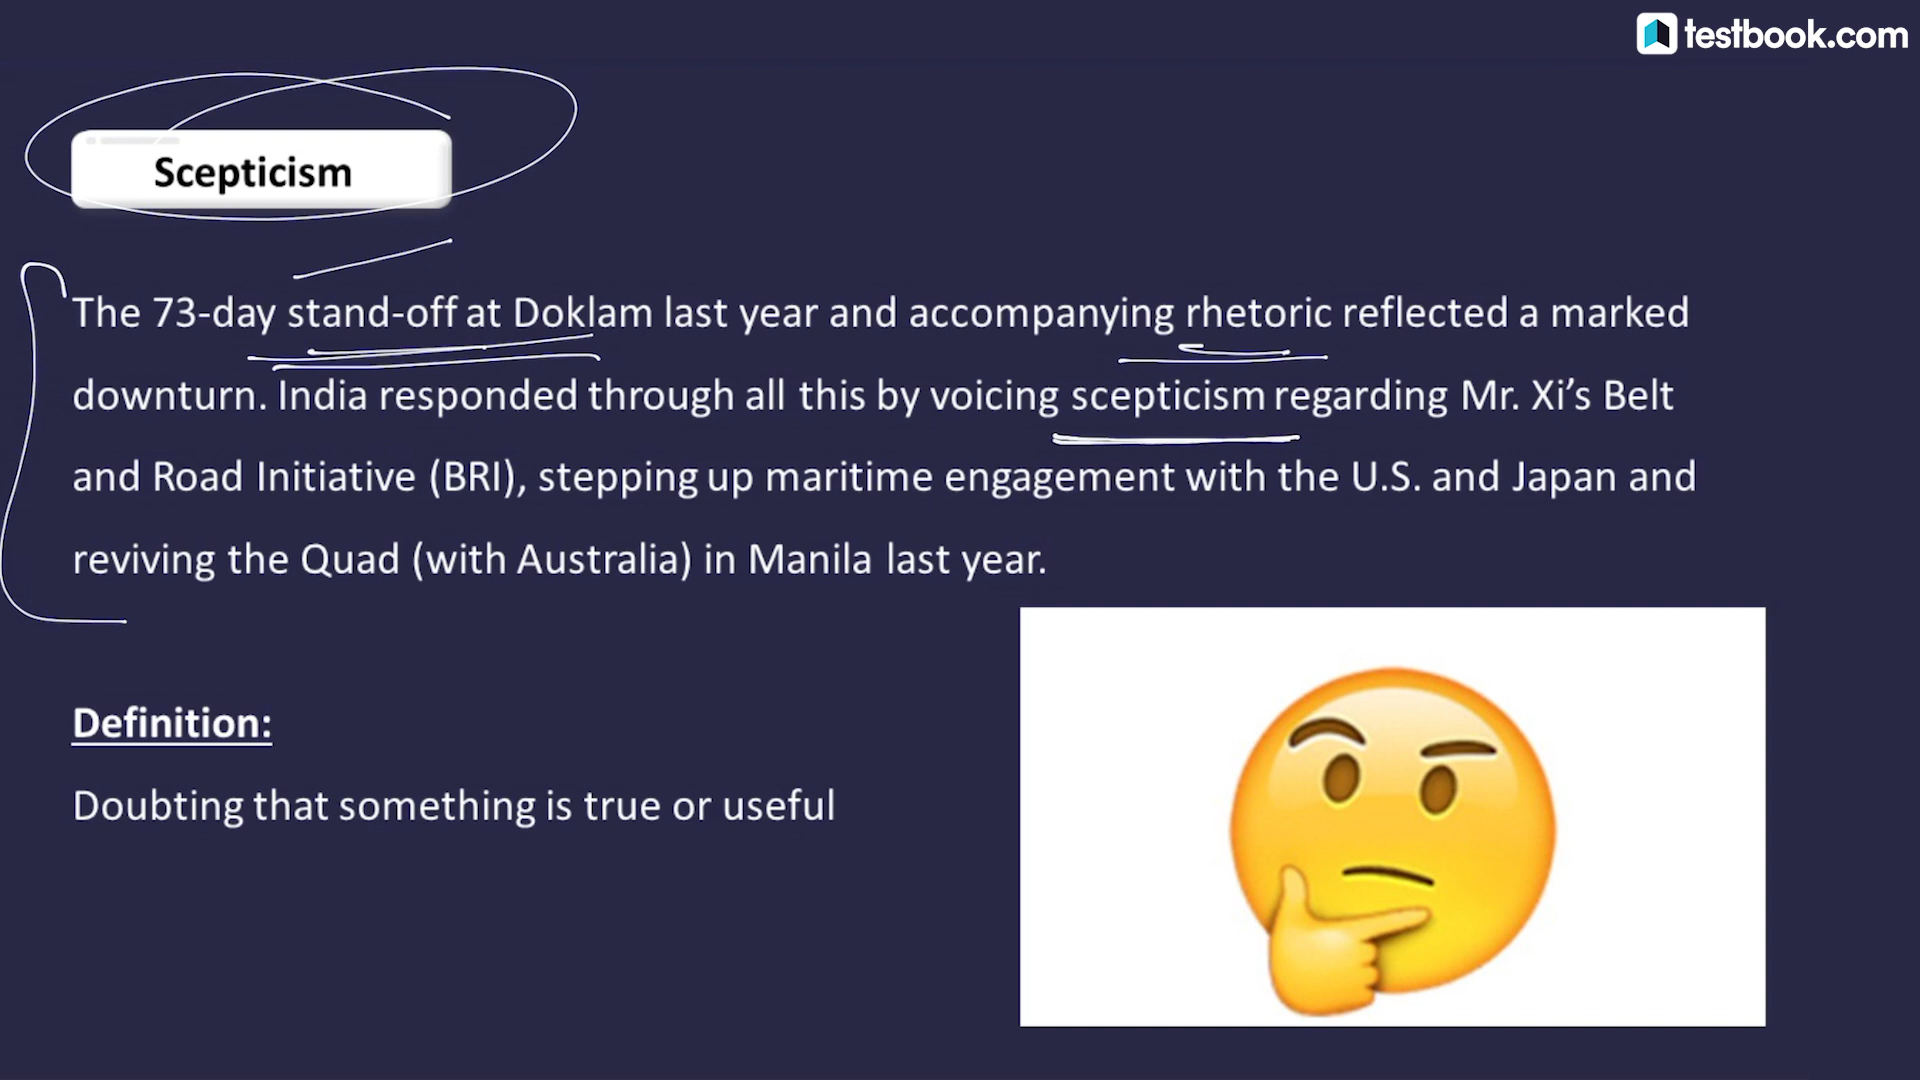 testbook.com
Scepticism
The 73-day stand-off at Doklam last year and accompanying rhetoric reflected a marked
downturn. India responded through all this by voicing scepticism regarding Mr. Xi’s Belt
and Road Initiative (BRI), stepping up maritime engagement with the U.S. and Japan and
reviving the Quad (with Australia) in Manila last year.
Definition:
Doubting that something is true or useful